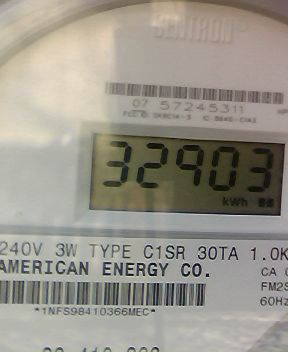 SENTRON
07 57245311
32903
kWh
240V 3W TYPE C1SR 30TA 1.0K
AMERICAN ENERGY CO.
CA
FM2S
60Hz
*1NFS98410366MEC*